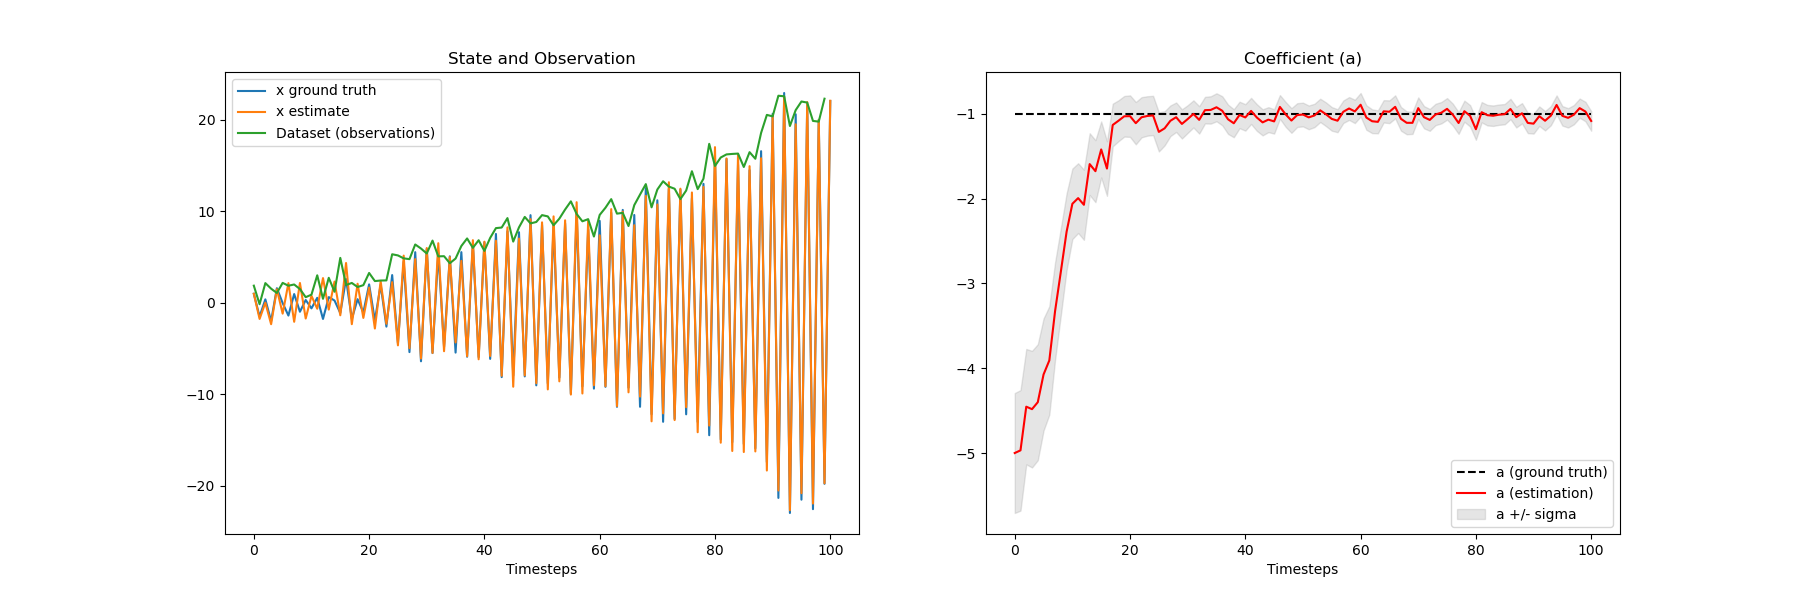 State and Observation
x ground truth
x estimate
Dataset (observations)
20
10
0
−10
−20
0 20 40 60 80 100
Timesteps
Coefficient (a)
−1
−2
−3
−4
−5
a (ground truth)
a (estimation)
a +/- sigma
0 20 40 60 80 100
Timesteps